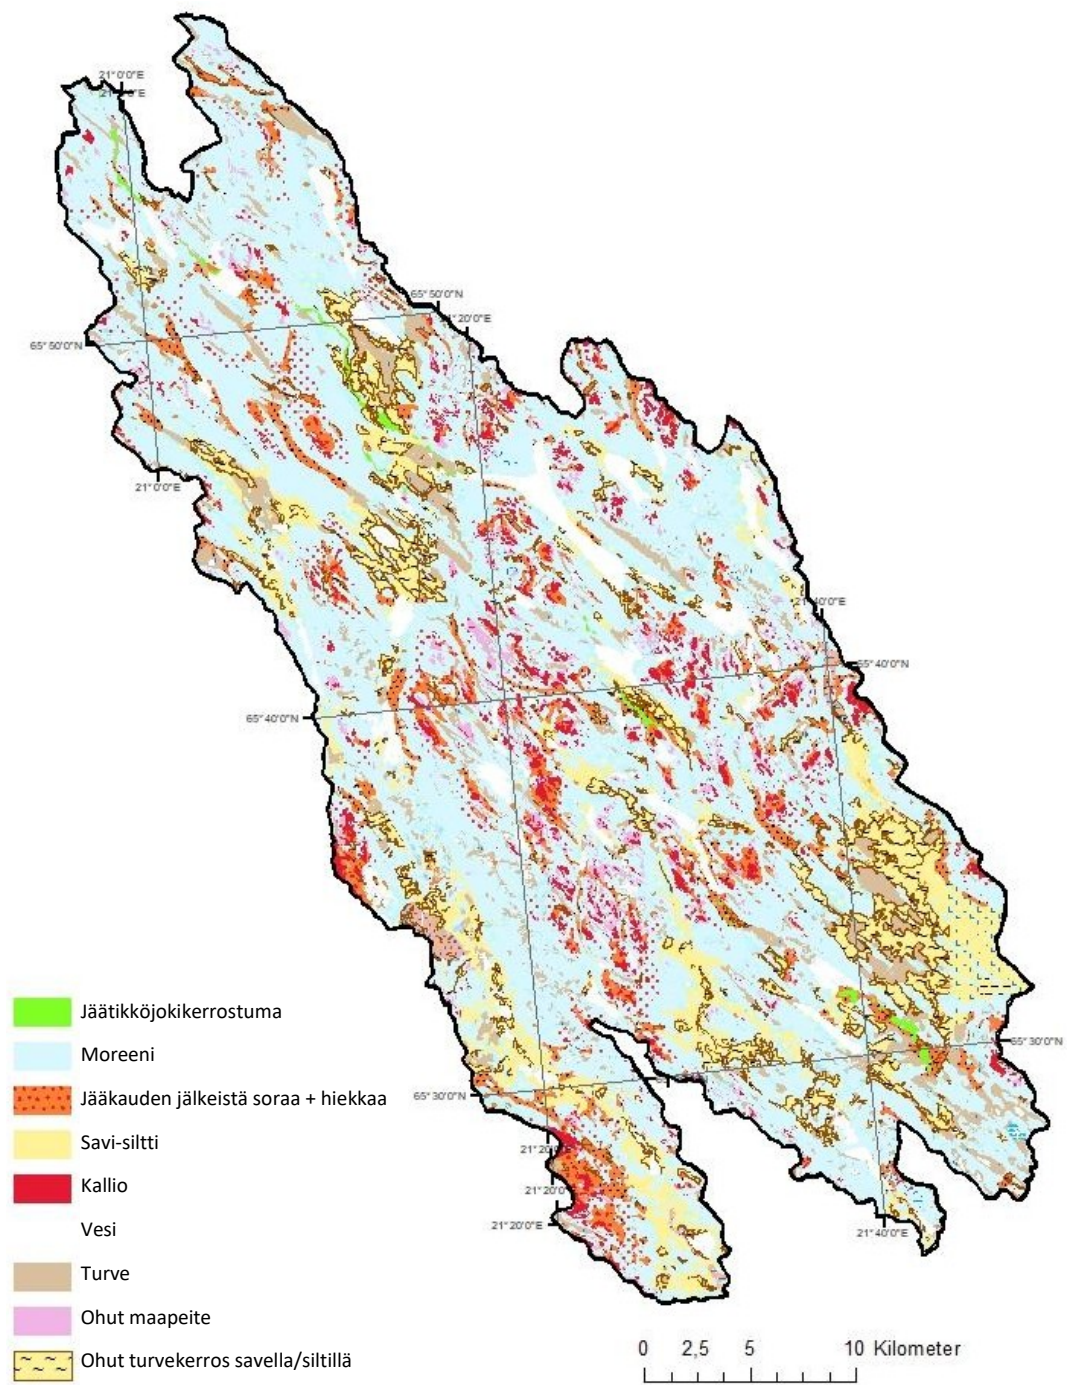 21°0'0"E
65°50'0"N
65°50'0"N
21°0'0"E
21°40'0"E
65°40'0"N
65°40'0"N
65°30'0"N
65°30'0"N
21°20'0"E
21°40'0"E
Jäätikköjokikerrostuma
Moreeni
Jääkauden jälkeistä soraa + hiekkaa
Savi-siltti
Kallio
Vesi
Turve
Ohut maapeite
Ohut turvekerros savella/siltillä
0 2,5 5 10 Kilometer